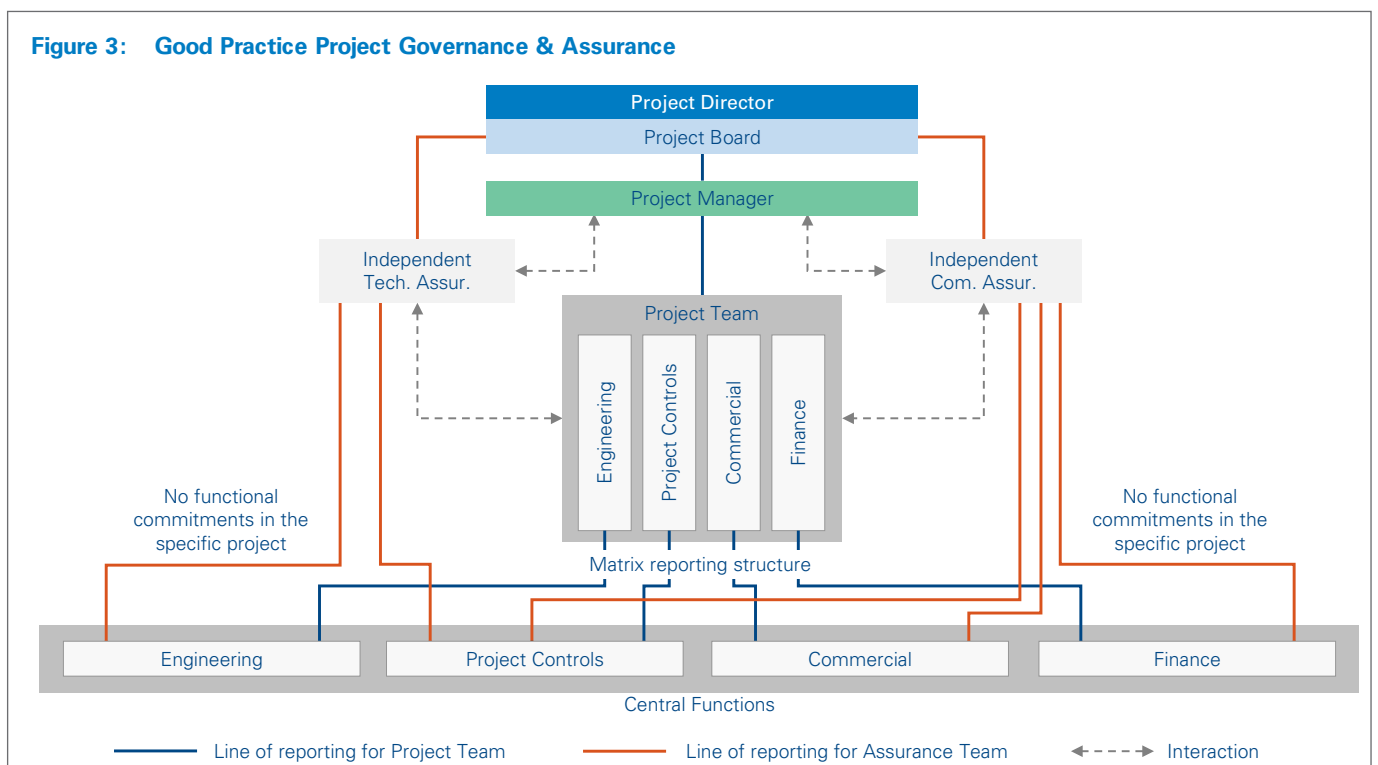 Figure 3: Good Practice Project Governance & Assurance
Project Director
Project Board
Project Manager
Independent
Tech. Assur.
Independent
Com. Assur.
Project Team
Engineering
Project Controls
Commercial
Finance
No functional
commitments in the
specific project
No functional
commitments in the
specific project
Matrix reporting structure
Engineering
Project Controls
Commercial
Finance
Central Functions
Line of reporting for Project Team
Line of reporting for Assurance Team
Interaction